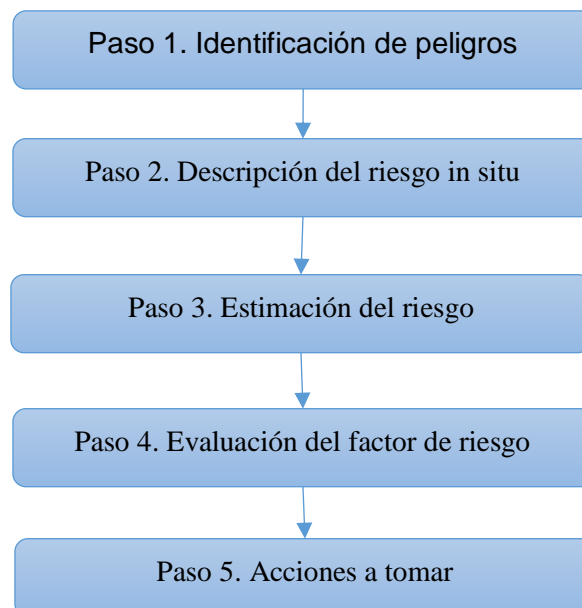 Paso 1. Identificación de peligros
Paso 2. Descripción del riesgo in situ
Paso 3. Estimación del riesgo
Paso 4. Evaluación del factor de riesgo
Paso 5. Acciones a tomar